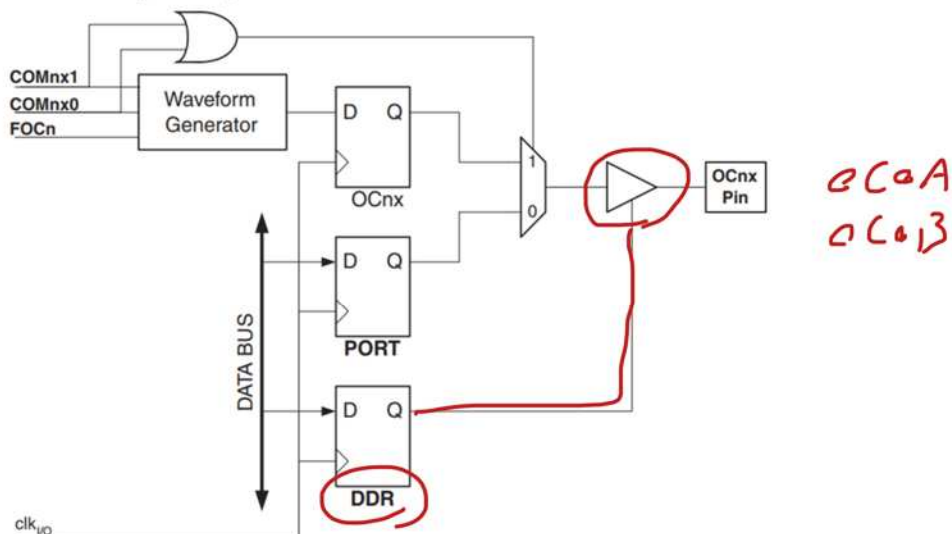 COMnx1
COMnx0
FOCn
Waveform
Generator
D Q
OCnx
1
0
OCnx
Pin
OC0A
OC0B
D Q
PORT
DATA BUS
D Q
DDR
clkI/O